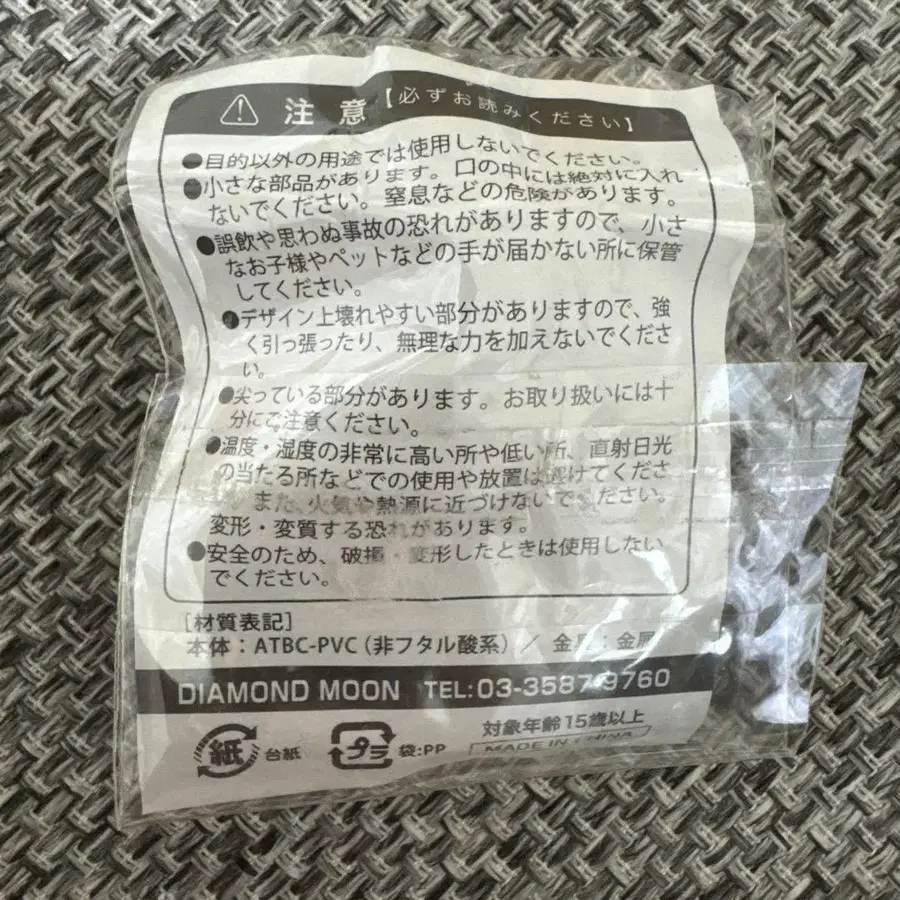 注意【必ずお読みください】
●目的以外の用途では使用しないでください。
●小さな部品があります。口の中には絶対に入れ
ないでください。窒息などの危険があります。
●誤飲や思わぬ事故の恐れがありますので、小さ
なお子様やペットなどの手が届かない所に保管
してください。
●デザイン上壊れやすい部分がありますので、強
く引っ張ったり、無理な力を加えないでくださ
い。
●尖っている部分があります。お取り扱いには十
分にご注意ください。
●温度・湿度の非常に高い所や低い所、直射日光
の当たる所などでの使用や放置は避けてくださ
また、火気や熱源に近づけないでください。
変形・変質する恐れがあります。
●安全のため、破損・変形したときは使用しない
でください。
[材質表記]
本体：ATBC-PVC（非フタル酸系）／金属：金属
DIAMOND MOON TEL:03-3587-9760
紙 台紙 プラ 袋:PP 対象年齢15歳以上
MADE IN CHINA